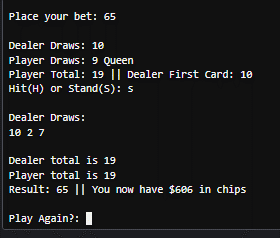 Place your bet: 65
Dealer Draws: 10
Player Draws: 9 Queen
Player Total: 19 || Dealer First Card: 10
Hit(H) or Stand(S): s
Dealer Draws:
10 2 7
Dealer total is 19
Player total is 19
Result: 65 || You now have $606 in chips
Play Again?: